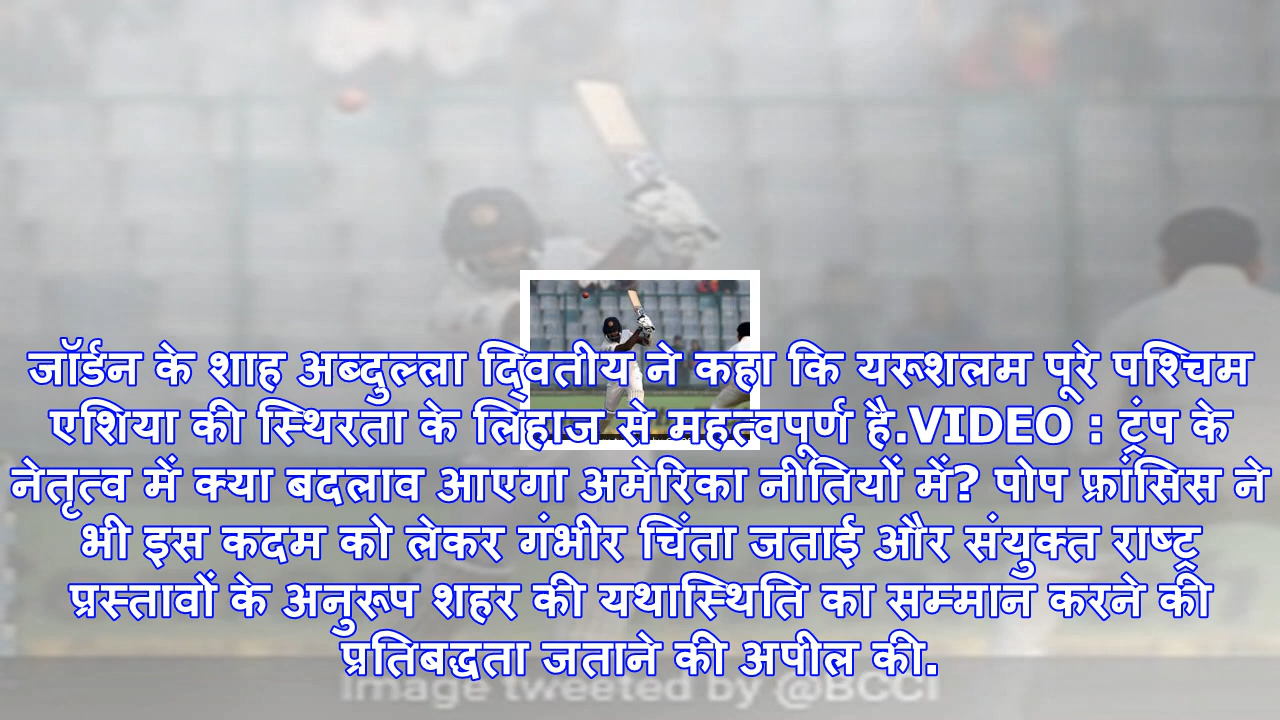 जॉर्डन के शाह अब्दुल्ला द्विवतीय ने कहा कि यरूशलम पूरे पश्चिम
एशिया की स्थिरता के लिहाज से महत्वपूर्ण है.VIDEO : ट्रंप के
नेतृत्व में क्या बदलाव आएगा अमेरिका नीतियों में? पोप फ्रांसिस ने
भी इस कदम को लेकर गंभीर चिंता जताई और संयुक्त राष्ट्र
प्रस्तावों के अनुरूप शहर की यथास्थिति का सम्मान करने की
प्रतिबद्धता जताने की अपील की.
Image tweeted by @BCCI